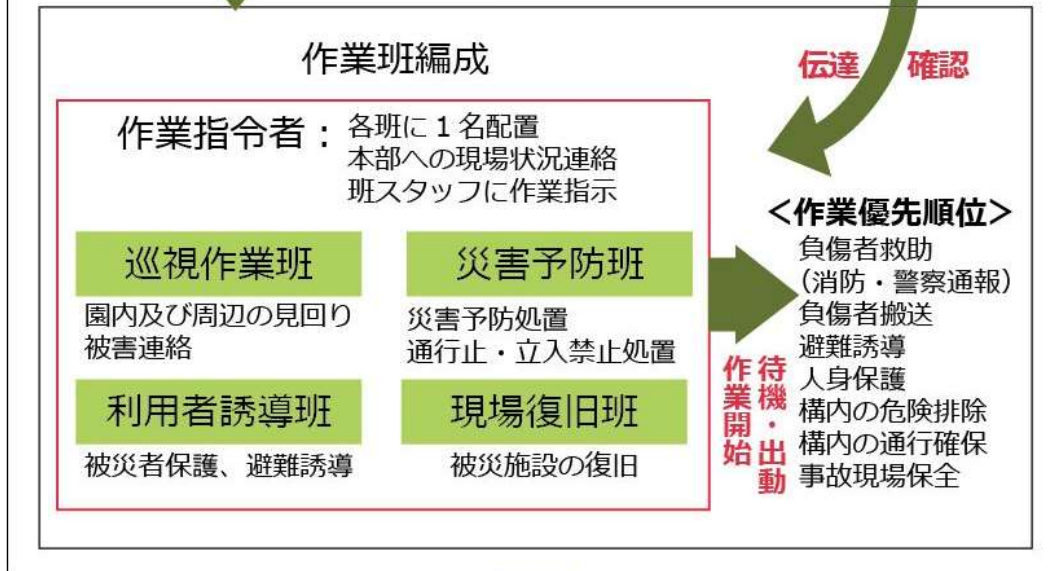 作業班編成
伝達 確認
作業指令者：各班に１名配置
本部への現場状況連絡
班スタッフに作業指示
巡視作業班
園内及び周辺の見回り
被害連絡
災害予防班
災害予防処置
通行止・立入禁止処置
利用者誘導班
被災者保護、避難誘導
現場復旧班
被災施設の復旧
待機・出動
作業開始
＜作業優先順位＞
負傷者救助
（消防・警察通報）
負傷者搬送
避難誘導
人身保護
構内の危険排除
構内の通行確保
事故現場保全